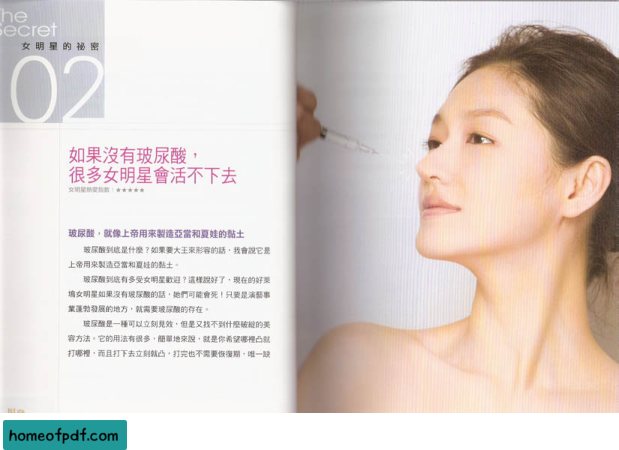 The
Secret
女明星的祕密
02
如果沒有玻尿酸，
很多女明星會活不下去
女明星熱愛指數：★★★★★
玻尿酸，就像上帝用來製造亞當和夏娃的黏土
玻尿酸到底是什麼？如果要大王來形容的話，我會說它是
上帝用來製造亞當和夏娃的黏土。
玻尿酸到底有多受女明星歡迎？這樣說好了，現在的好萊
塢女明星如果沒有玻尿酸的話，她們可能會死！只要是演藝事
業蓬勃發展的地方，就需要玻尿酸的存在。
玻尿酸是一種可以立刻見效，但是又找不到什麼破綻的美
容方法。它的用法有很多，簡單地來說，就是你希望哪裡凸就
打哪裡，而且打下去立刻就凸，打完也不需要恢復期，唯一缺
homeofpdf.com